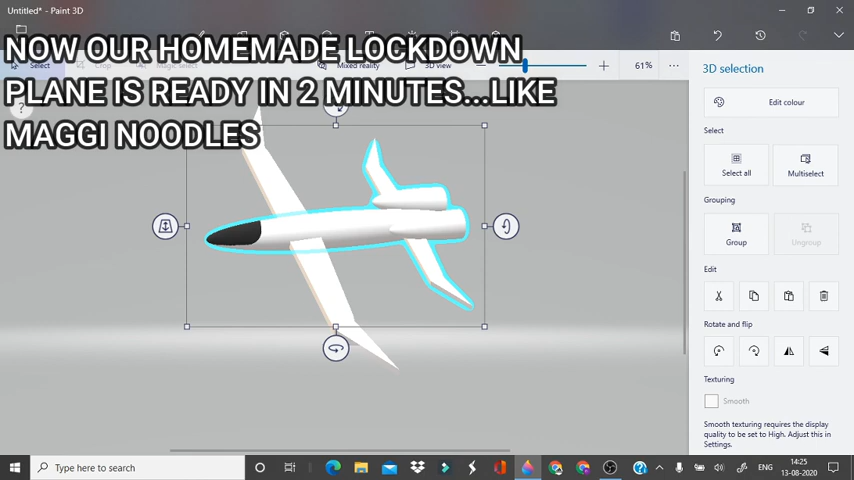 Untitled* - Paint 3D
NOW OUR HOMEMADE LOCKDOWN
PLANE IS READY IN 2 MINUTES...LIKE
MAGGI NOODLES
Select
Crop
Magic select
Mixed reality
3D view
61%
3D selection
Edit colour
Select
Select all
Multiselect
Grouping
Group
Ungroup
Edit
Rotate and flip
Texturing
Smooth
Smooth texturing requires the display
quality to be set to High. Adjust this in
Settings.
Type here to search
ENG
14:25
13-08-2020